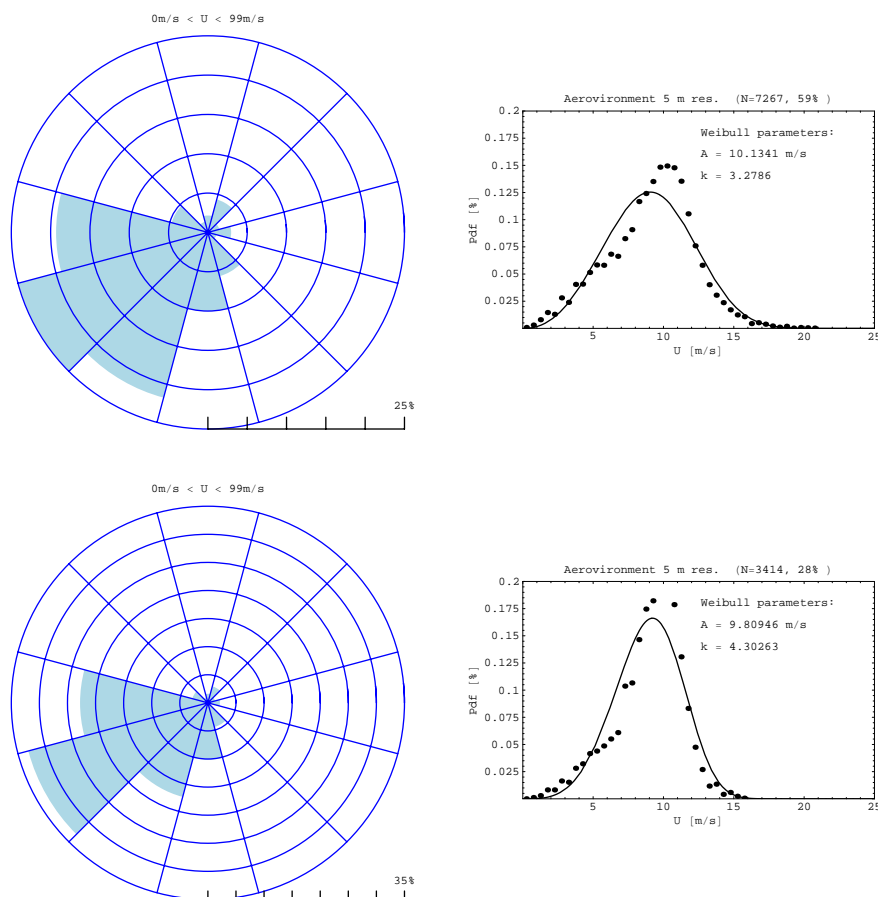 0m/s < U < 99m/s
25%
Aerovironment 5 m res. (N=7267, 59% )
0.2
0.175
0.15
0.125
0.1
0.075
0.05
0.025
Pdf [%]
Weibull parameters:
A = 10.1341 m/s
k = 3.2786
5 10 15 20 25
U [m/s]
0m/s < U < 99m/s
35%
Aerovironment 5 m res. (N=3414, 28% )
0.2
0.175
0.15
0.125
0.1
0.075
0.05
0.025
Pdf [%]
Weibull parameters:
A = 9.80946 m/s
k = 4.30263
5 10 15 20 25
U [m/s]